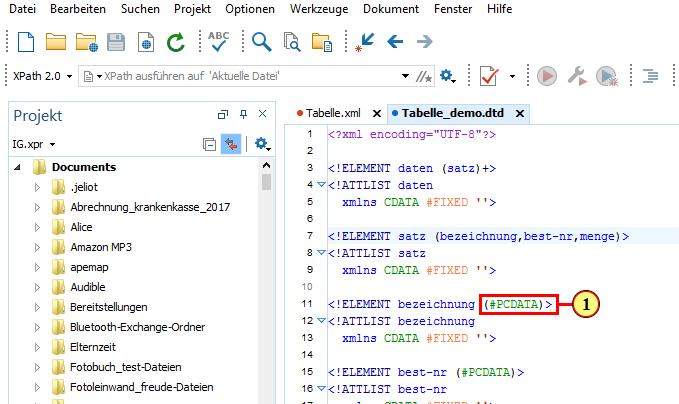 Datei Bearbeiten Suchen Projekt Optionen Werkzeuge Dokument Fenster Hilfe
ABC
XPath 2.0 XPath ausführen auf 'Aktuelle Datei'
Projekt
IG.xpr
Documents
.jeliot
Abrechnung_krankenkasse_2017
Alice
Amazon MP3
apemap
Audible
Bereitstellungen
Bluetooth-Exchange-Ordner
Elternzeit
Fotobuch_test-Dateien
Fotoleinwand_freude-Dateien
Tabelle.xml Tabelle_demo.dtd
1 <?xml encoding="UTF-8"?>
2
3 <!ELEMENT daten (satz)+>
4 <!ATTLIST daten
5 xmlns CDATA #FIXED ''>
6
7 <!ELEMENT satz (bezeichnung,best-nr,menge)>
8 <!ATTLIST satz
9 xmlns CDATA #FIXED ''>
10
11 <!ELEMENT bezeichnung (#PCDATA)> 1
12 <!ATTLIST bezeichnung
13 xmlns CDATA #FIXED ''>
14
15 <!ELEMENT best-nr (#PCDATA)>
16 <!ATTLIST best-nr
17 xmlns CDATA #FIXED ''>